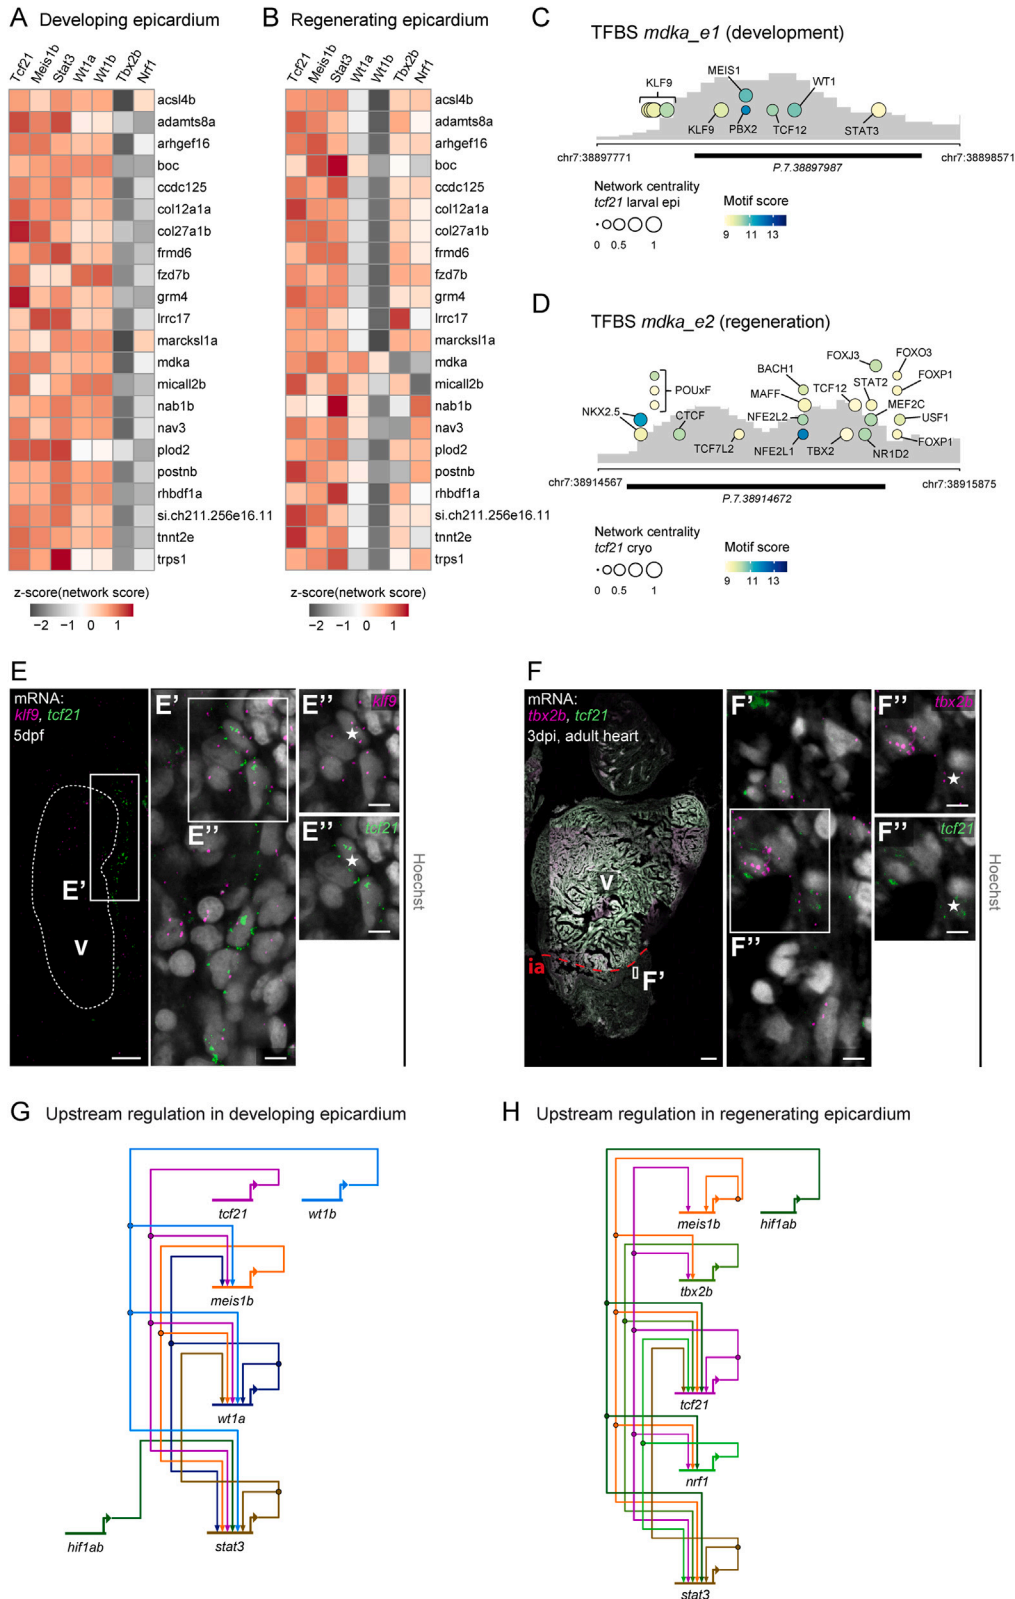 A Developing epicardium
Tcf21 Meis1b Stat3 Wt1a Wt1b Tbx2b Nrf1
acsl4b
adamts8a
arhgef16
boc
ccdc125
col12a1a
col27a1b
frmd6
fzd7b
grm4
lrrc17
marcksl1a
mdka
micall2b
nab1b
nav3
plod2
postnb
rhbdf1a
si.ch211.256e16.11
tnnt2e
trps1
z-score(network score)
−2 −1 0 1
B Regenerating epicardium
Tcf21 Meis1b Stat3 Wt1a Wt1b Tbx2b Nrf1
acsl4b
adamts8a
arhgef16
boc
ccdc125
col12a1a
col27a1b
frmd6
fzd7b
grm4
lrrc17
marcksl1a
mdka
micall2b
nab1b
nav3
plod2
postnb
rhbdf1a
si.ch211.256e16.11
tnnt2e
trps1
z-score(network score)
−2 −1 0 1
C TFBS mdka_e1 (development)
MEIS1
KLF9 WT1
KLF9 PBX2 TCF12 STAT3
chr7:38897771 chr7:38898571
P.7.38897987
Network centrality
tcf21 larval epi
0 0.5 1
Motif score
9 11 13
D TFBS mdka_e2 (regeneration)
FOXJ3 FOXO3
BACH1 FOXP1
POUxF MAFF TCF12 STAT2
NKX2.5 CTCF NFE2L2 MEF2C
USF1
TCF7L2 NFE2L1 TBX2 NR1D2 FOXP1
chr7:38914567 chr7:38915875
P.7.38914672
Network centrality
tcf21 cryo
0 0.5 1
Motif score
9 11 13
E
mRNA:
klf9, tcf21
5dpf
E'
V
E'
E''
E'' klf9
E'' tcf21
Hoechst
F
mRNA:
tbx2b, tcf21
3dpi, adult heart
V
ia
F'
F'
F''
F'' tbx2b
F'' tcf21
Hoechst
G Upstream regulation in developing epicardium
tcf21 wt1b
meis1b
wt1a
hif1ab stat3
H Upstream regulation in regenerating epicardium
meis1b hif1ab
tbx2b
tcf21
nrf1
stat3